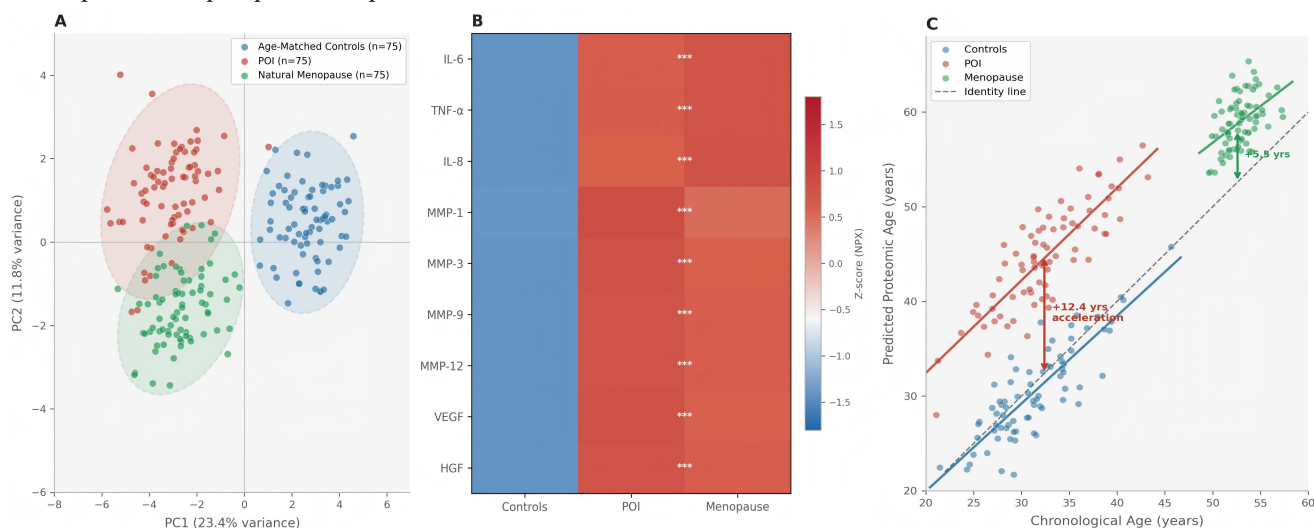 A
Age-Matched Controls (n=75)
POI (n=75)
Natural Menopause (n=75)
4
2
0
−2
−4
−6
−8
−6
−4
−2
0
2
4
6
PC2 (11.8% variance)
PC1 (23.4% variance)
B
IL-6
TNF-α
IL-8
MMP-1
MMP-3
MMP-9
MMP-12
VEGF
HGF
***
***
***
***
***
***
***
***
***
Controls
POI
Menopause
1.5
1.0
0.5
0.0
−0.5
−1.0
−1.5
Z-score (NPX)
C
Controls
POI
Menopause
Identity line
+5.5 yrs
+12.4 yrs
acceleration
60
50
40
30
20
20
25
30
35
40
45
50
55
60
Predicted Proteomic Age (years)
Chronological Age (years)